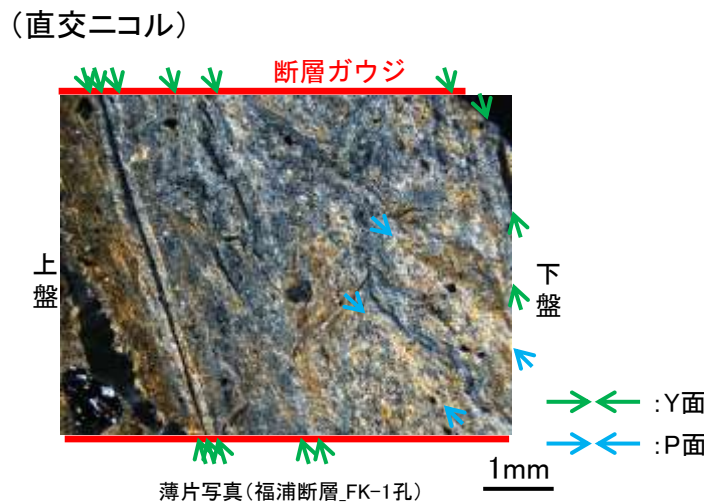 （直交ニコル）
断層ガウジ
上盤
下盤
：Y面
：P面
1mm
薄片写真（福浦断層_FK-1孔）